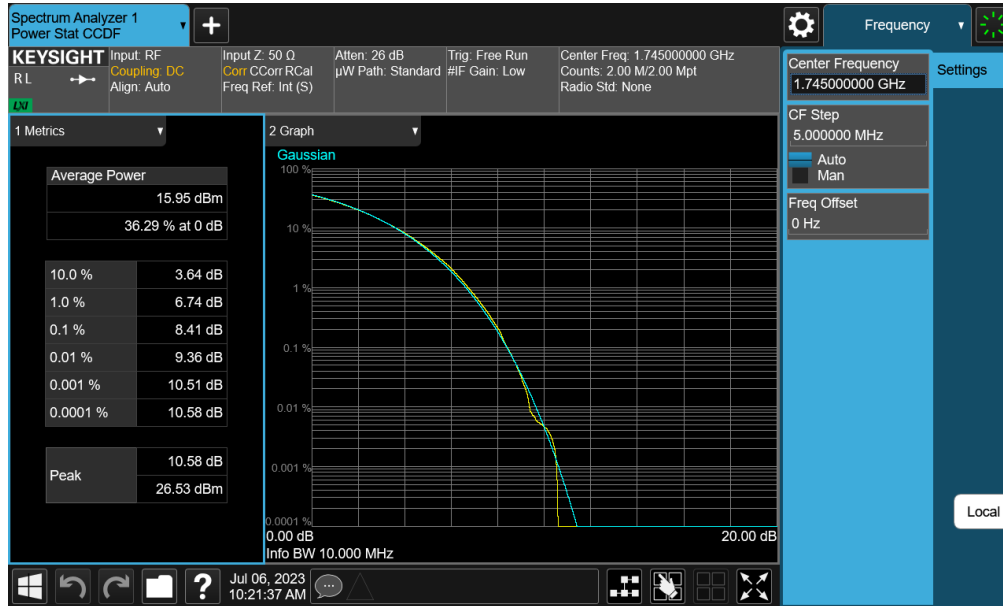 Spectrum Analyzer 1
Power Stat CCDF
Frequency
KEYSIGHT
R L
LXI
Input: RF
Coupling: DC
Align: Auto
Input Z: 50 Ω
Corr CCorr RCal
Freq Ref: Int (S)
Atten: 26 dB
µW Path: Standard
Trig: Free Run
#IF Gain: Low
Center Freq: 1.745000000 GHz
Counts: 2.00 M/2.00 Mpt
Radio Std: None
Center Frequency
1.745000000 GHz
Settings
CF Step
5.000000 MHz
Auto
Man
Freq Offset
0 Hz
Local
1 Metrics
Average Power
15.95 dBm
36.29 % at 0 dB
10.0 % 3.64 dB
1.0 % 6.74 dB
0.1 % 8.41 dB
0.01 % 9.36 dB
0.001 % 10.51 dB
0.0001 % 10.58 dB
Peak
10.58 dB
26.53 dBm
2 Graph
Gaussian
100 %
10 %
1 %
0.1 %
0.01 %
0.001 %
0.0001 %
0.00 dB 20.00 dB
Info BW 10.000 MHz
?
Jul 06, 2023
10:21:37 AM